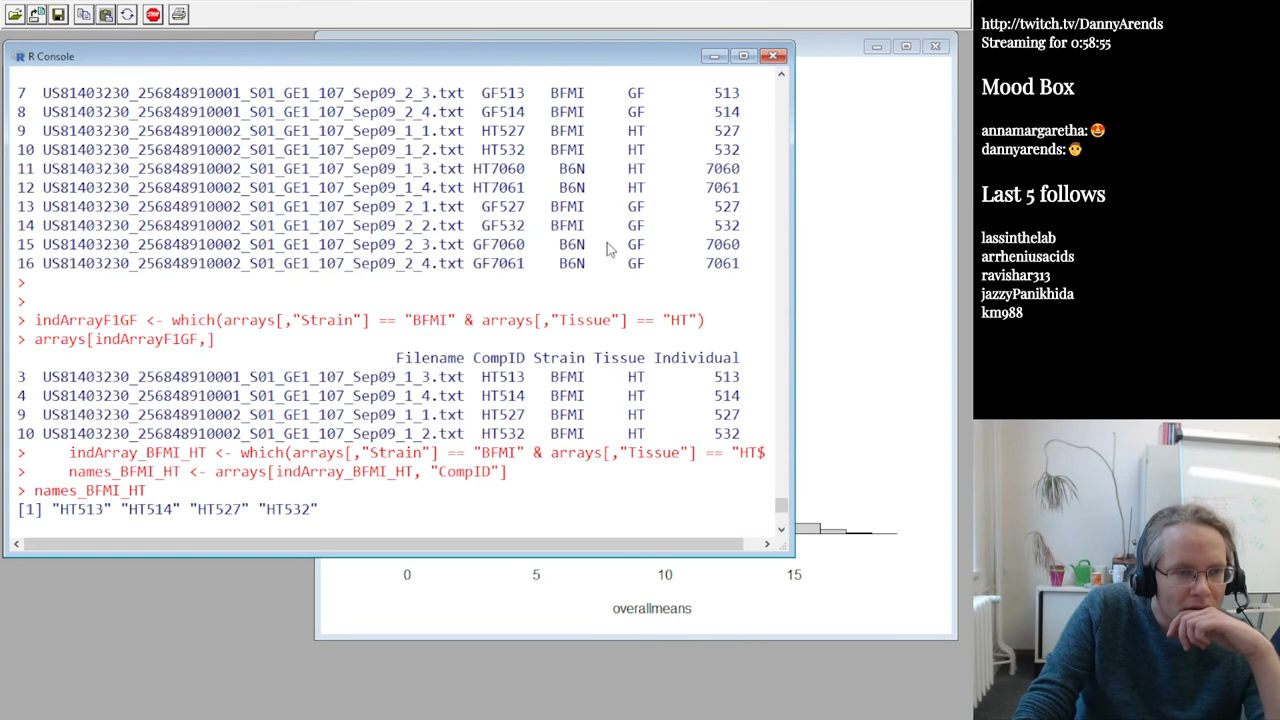 R Console
7 US81403230_256848910001_S01_GE1_107_Sep09_2_3.txt GF513 BFMI GF 513
8 US81403230_256848910001_S01_GE1_107_Sep09_2_4.txt GF514 BFMI GF 514
9 US81403230_256848910002_S01_GE1_107_Sep09_1_1.txt HT527 BFMI HT 527
10 US81403230_256848910002_S01_GE1_107_Sep09_1_2.txt HT532 BFMI HT 532
11 US81403230_256848910002_S01_GE1_107_Sep09_1_3.txt HT7060 B6N HT 7060
12 US81403230_256848910002_S01_GE1_107_Sep09_1_4.txt HT7061 B6N HT 7061
13 US81403230_256848910002_S01_GE1_107_Sep09_2_1.txt GF527 BFMI GF 527
14 US81403230_256848910002_S01_GE1_107_Sep09_2_2.txt GF532 BFMI GF 532
15 US81403230_256848910002_S01_GE1_107_Sep09_2_3.txt GF7060 B6N GF 7060
16 US81403230_256848910002_S01_GE1_107_Sep09_2_4.txt GF7061 B6N GF 7061
>
>
> indArrayF1GF <- which(arrays[,"Strain"] == "BFMI" & arrays[,"Tissue"] == "HT")
> arrays[indArrayF1GF,]
Filename CompID Strain Tissue Individual
3 US81403230_256848910001_S01_GE1_107_Sep09_1_3.txt HT513 BFMI HT 513
4 US81403230_256848910001_S01_GE1_107_Sep09_1_4.txt HT514 BFMI HT 514
9 US81403230_256848910002_S01_GE1_107_Sep09_1_1.txt HT527 BFMI HT 527
10 US81403230_256848910002_S01_GE1_107_Sep09_1_2.txt HT532 BFMI HT 532
> indArray_BFMI_HT <- which(arrays[,"Strain"] == "BFMI" & arrays[,"Tissue"] == "HT$
> names_BFMI_HT <- arrays[indArray_BFMI_HT, "CompID"]
> names_BFMI_HT
[1] "HT513" "HT514" "HT527" "HT532"
0 5 10 15
overallmeans
http://twitch.tv/DannyArends
Streaming for 0:58:55
Mood Box
annamargaretha: 😍
dannyarends: 👨
Last 5 follows
lassinthelab
arrheniusacids
ravishar313
jazzyPanikhida
km988
STOP